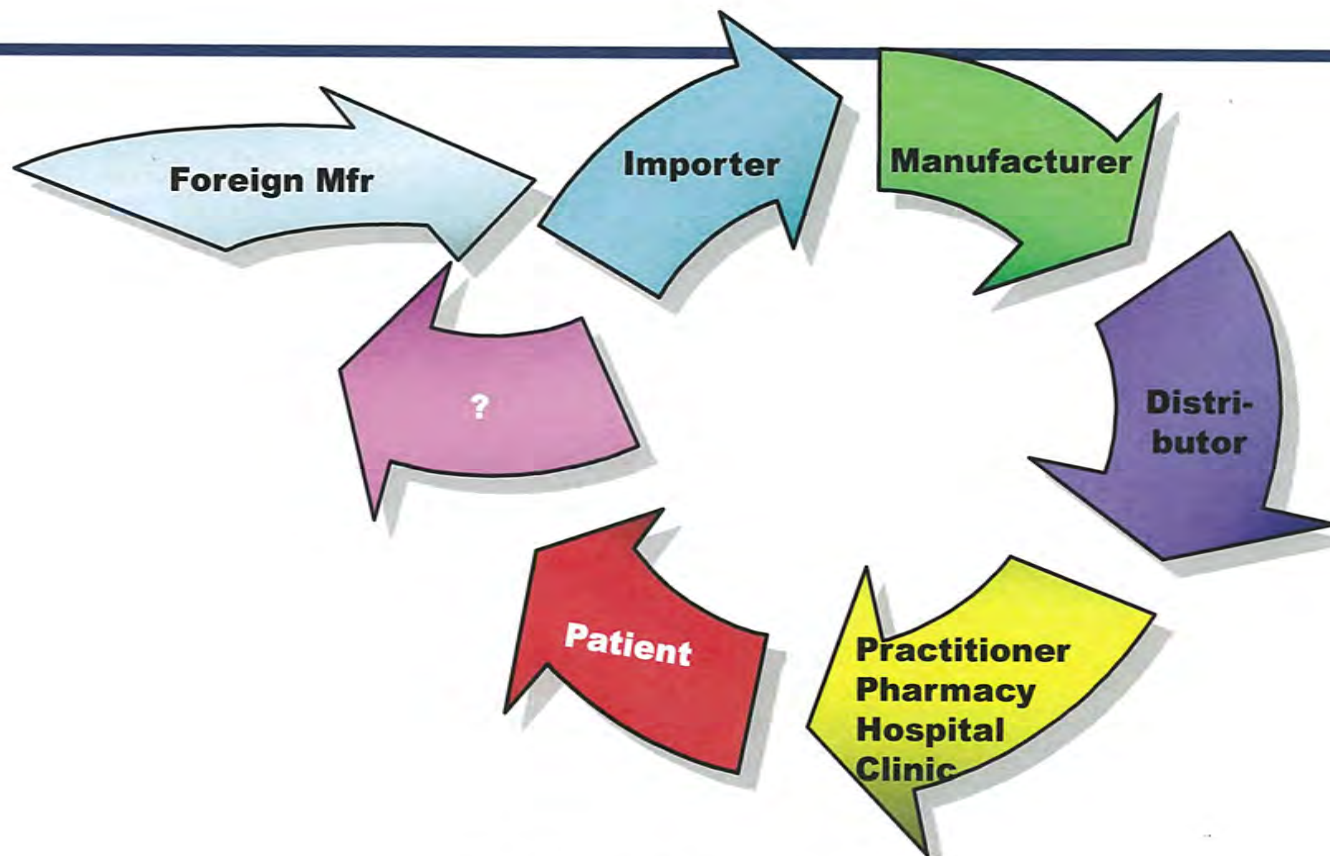 Foreign Mfr
Importer
Manufacturer
Distri-
butor
Practitioner
Pharmacy
Hospital
Clinic
Patient
?